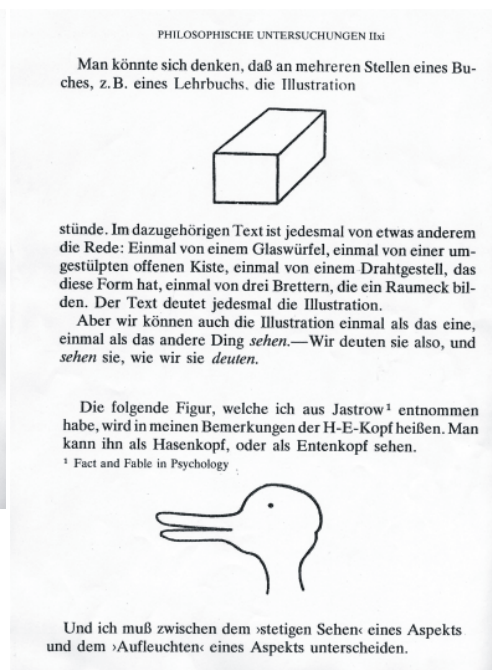 PHILOSOPHISCHE UNTERSUCHUNGEN IIxi
Man könnte sich denken, daß an mehreren Stellen eines Bu-
ches, z.B. eines Lehrbuchs, die Illustration
stünde. Im dazugehörigen Text ist jedesmal von etwas anderem
die Rede: Einmal von einem Glaswürfel, einmal von einer um-
gestülpten offenen Kiste, einmal von einem Drahtgestell, das
diese Form hat, einmal von drei Brettern, die ein Raumeck bil-
den. Der Text deutet jedesmal die Illustration.
Aber wir können auch die Illustration einmal als das eine,
einmal als das andere Ding sehen.—Wir deuten sie also, und
sehen sie, wie wir sie deuten.
Die folgende Figur, welche ich aus Jastrow¹ entnommen
habe, wird in meinen Bemerkungen der H-E-Kopf heißen. Man
kann ihn als Hasenkopf, oder als Entenkopf sehen.
¹ Fact and Fable in Psychology
Und ich muß zwischen dem ›stetigen Sehen‹ eines Aspekts
und dem ›Aufleuchten‹ eines Aspekts unterscheiden.